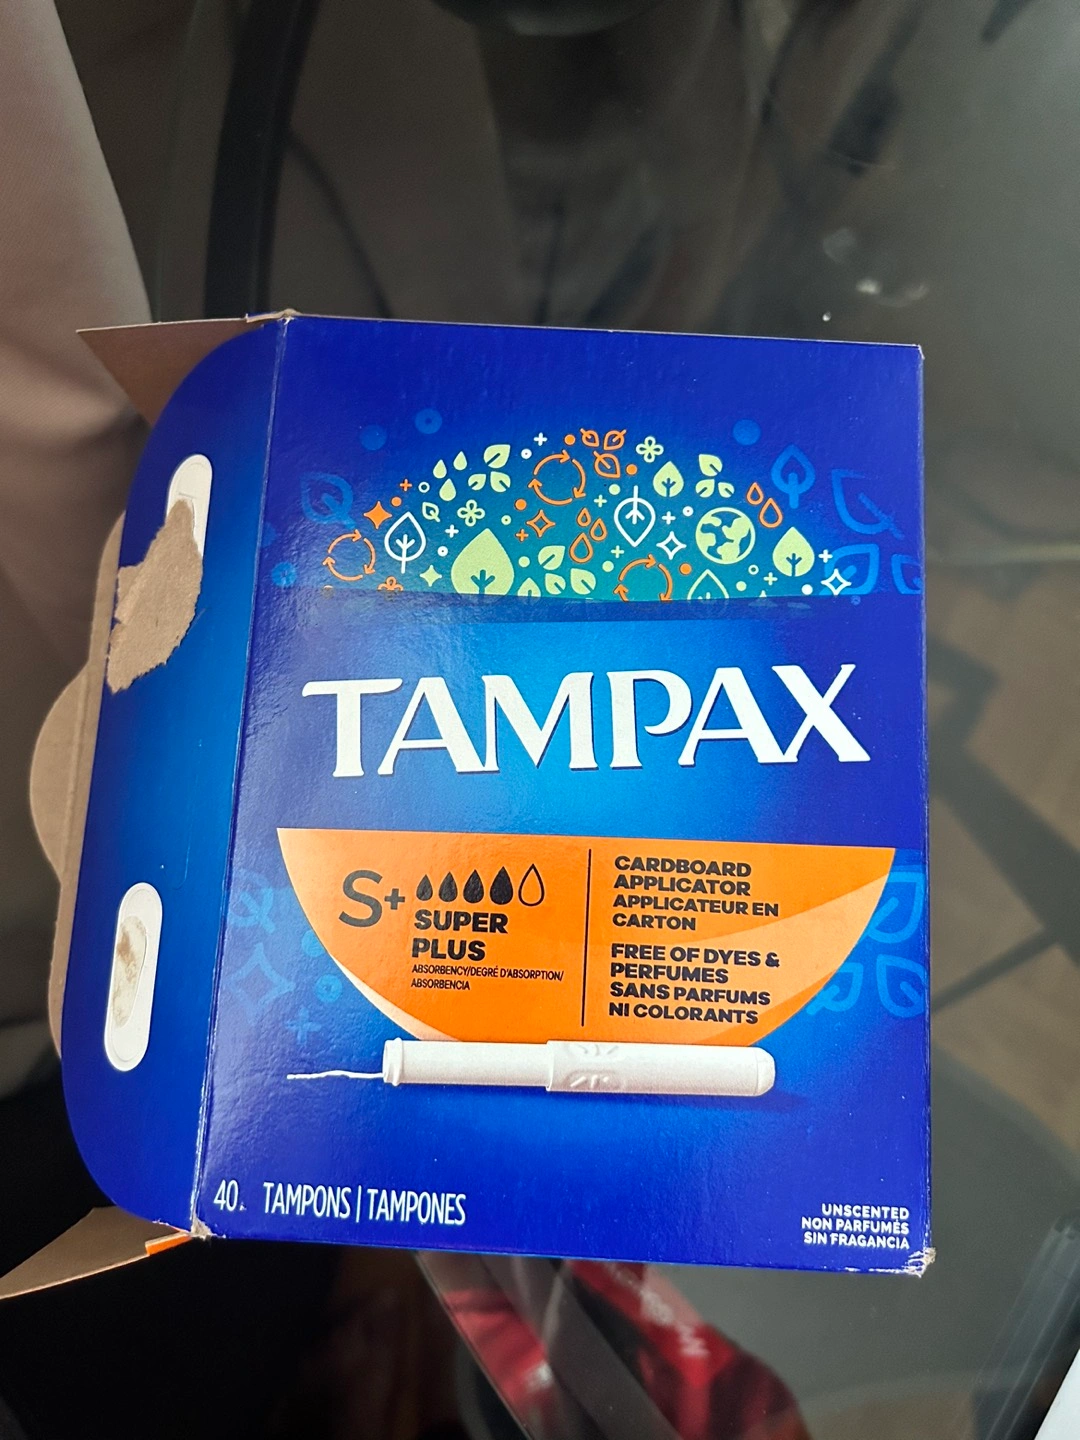 TAMPAX
S+
SUPER
PLUS
ABSORBENCY/DEGRÉ D'ABSORPTION/
ABSORBENCIA
CARDBOARD
APPLICATOR
APPLICATEUR EN
CARTON
FREE OF DYES &
PERFUMES
SANS PARFUMS
NI COLORANTS
40 TAMPONS | TAMPONES
UNSCENTED
NON PARFUMÉS
SIN FRAGANCIA